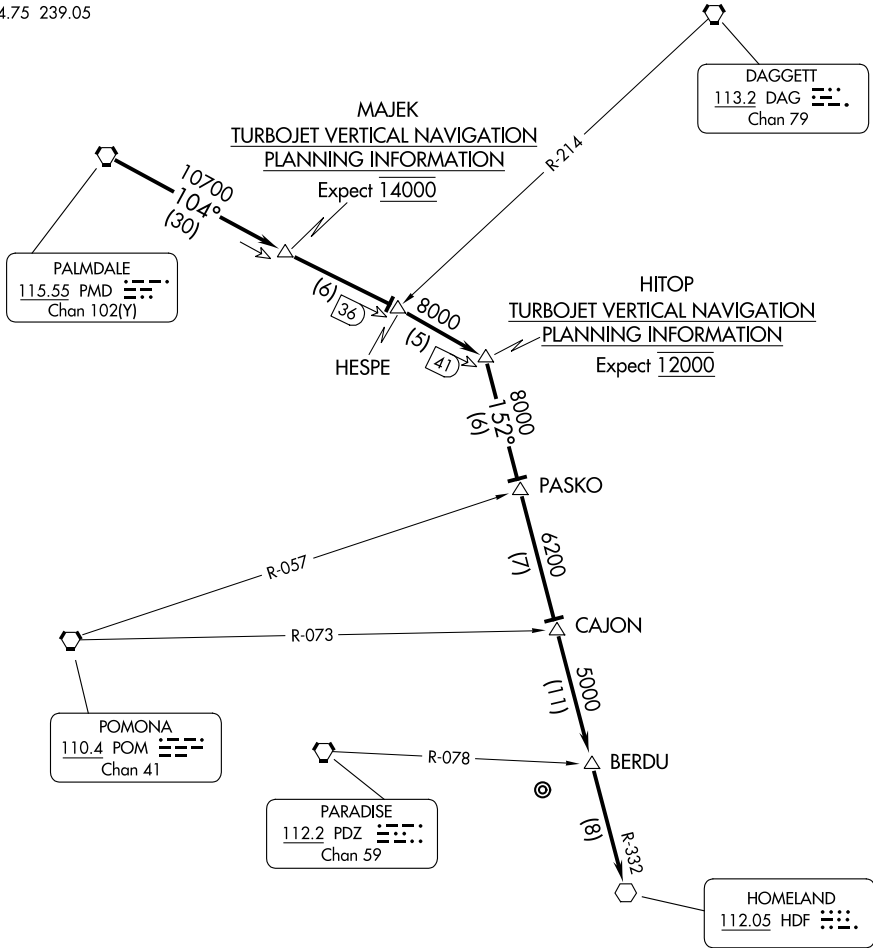 4.75 239.05
DAGGETT
113.2 DAG
Chan 79
MAJEK
TURBOJET VERTICAL NAVIGATION
PLANNING INFORMATION
Expect 14000
R-214
10700
104°
(30)
PALMDALE
115.55 PMD
Chan 102(Y)
(6)
36
HESPE
8000
(5)
41
HITOP
TURBOJET VERTICAL NAVIGATION
PLANNING INFORMATION
Expect 12000
8000
152°
(6)
PASKO
R-057
6200
(7)
R-073
CAJON
POMONA
110.4 POM
Chan 41
5000
(11)
R-078
BERDU
PARADISE
112.2 PDZ
Chan 59
(8)
R-332
HOMELAND
112.05 HDF